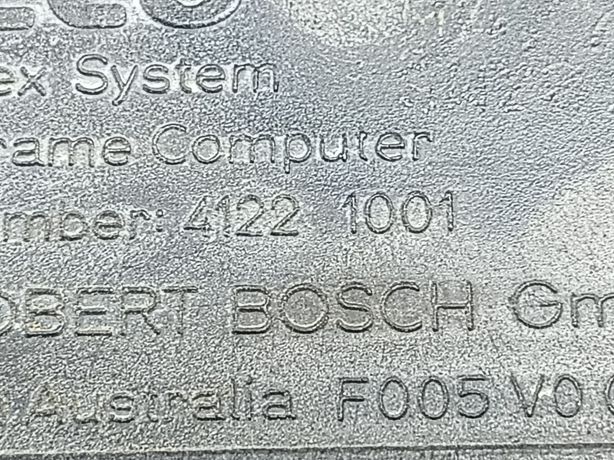 ex System
rame Computer
mber: 4122 1001
OBERT BOSCH Gm
Australia F005 V0